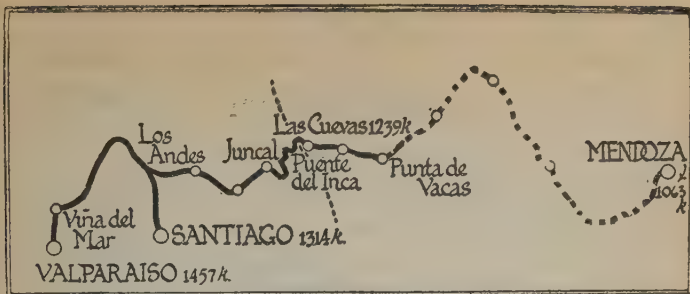 Los
Andes
Juncal
Las Cuevas 1239k
Puente
del Inca
Punta de
Vacas
MENDOZA
1063
k
Viña del
Mar
SANTIAGO 1314k.
VALPARAISO 1457k.